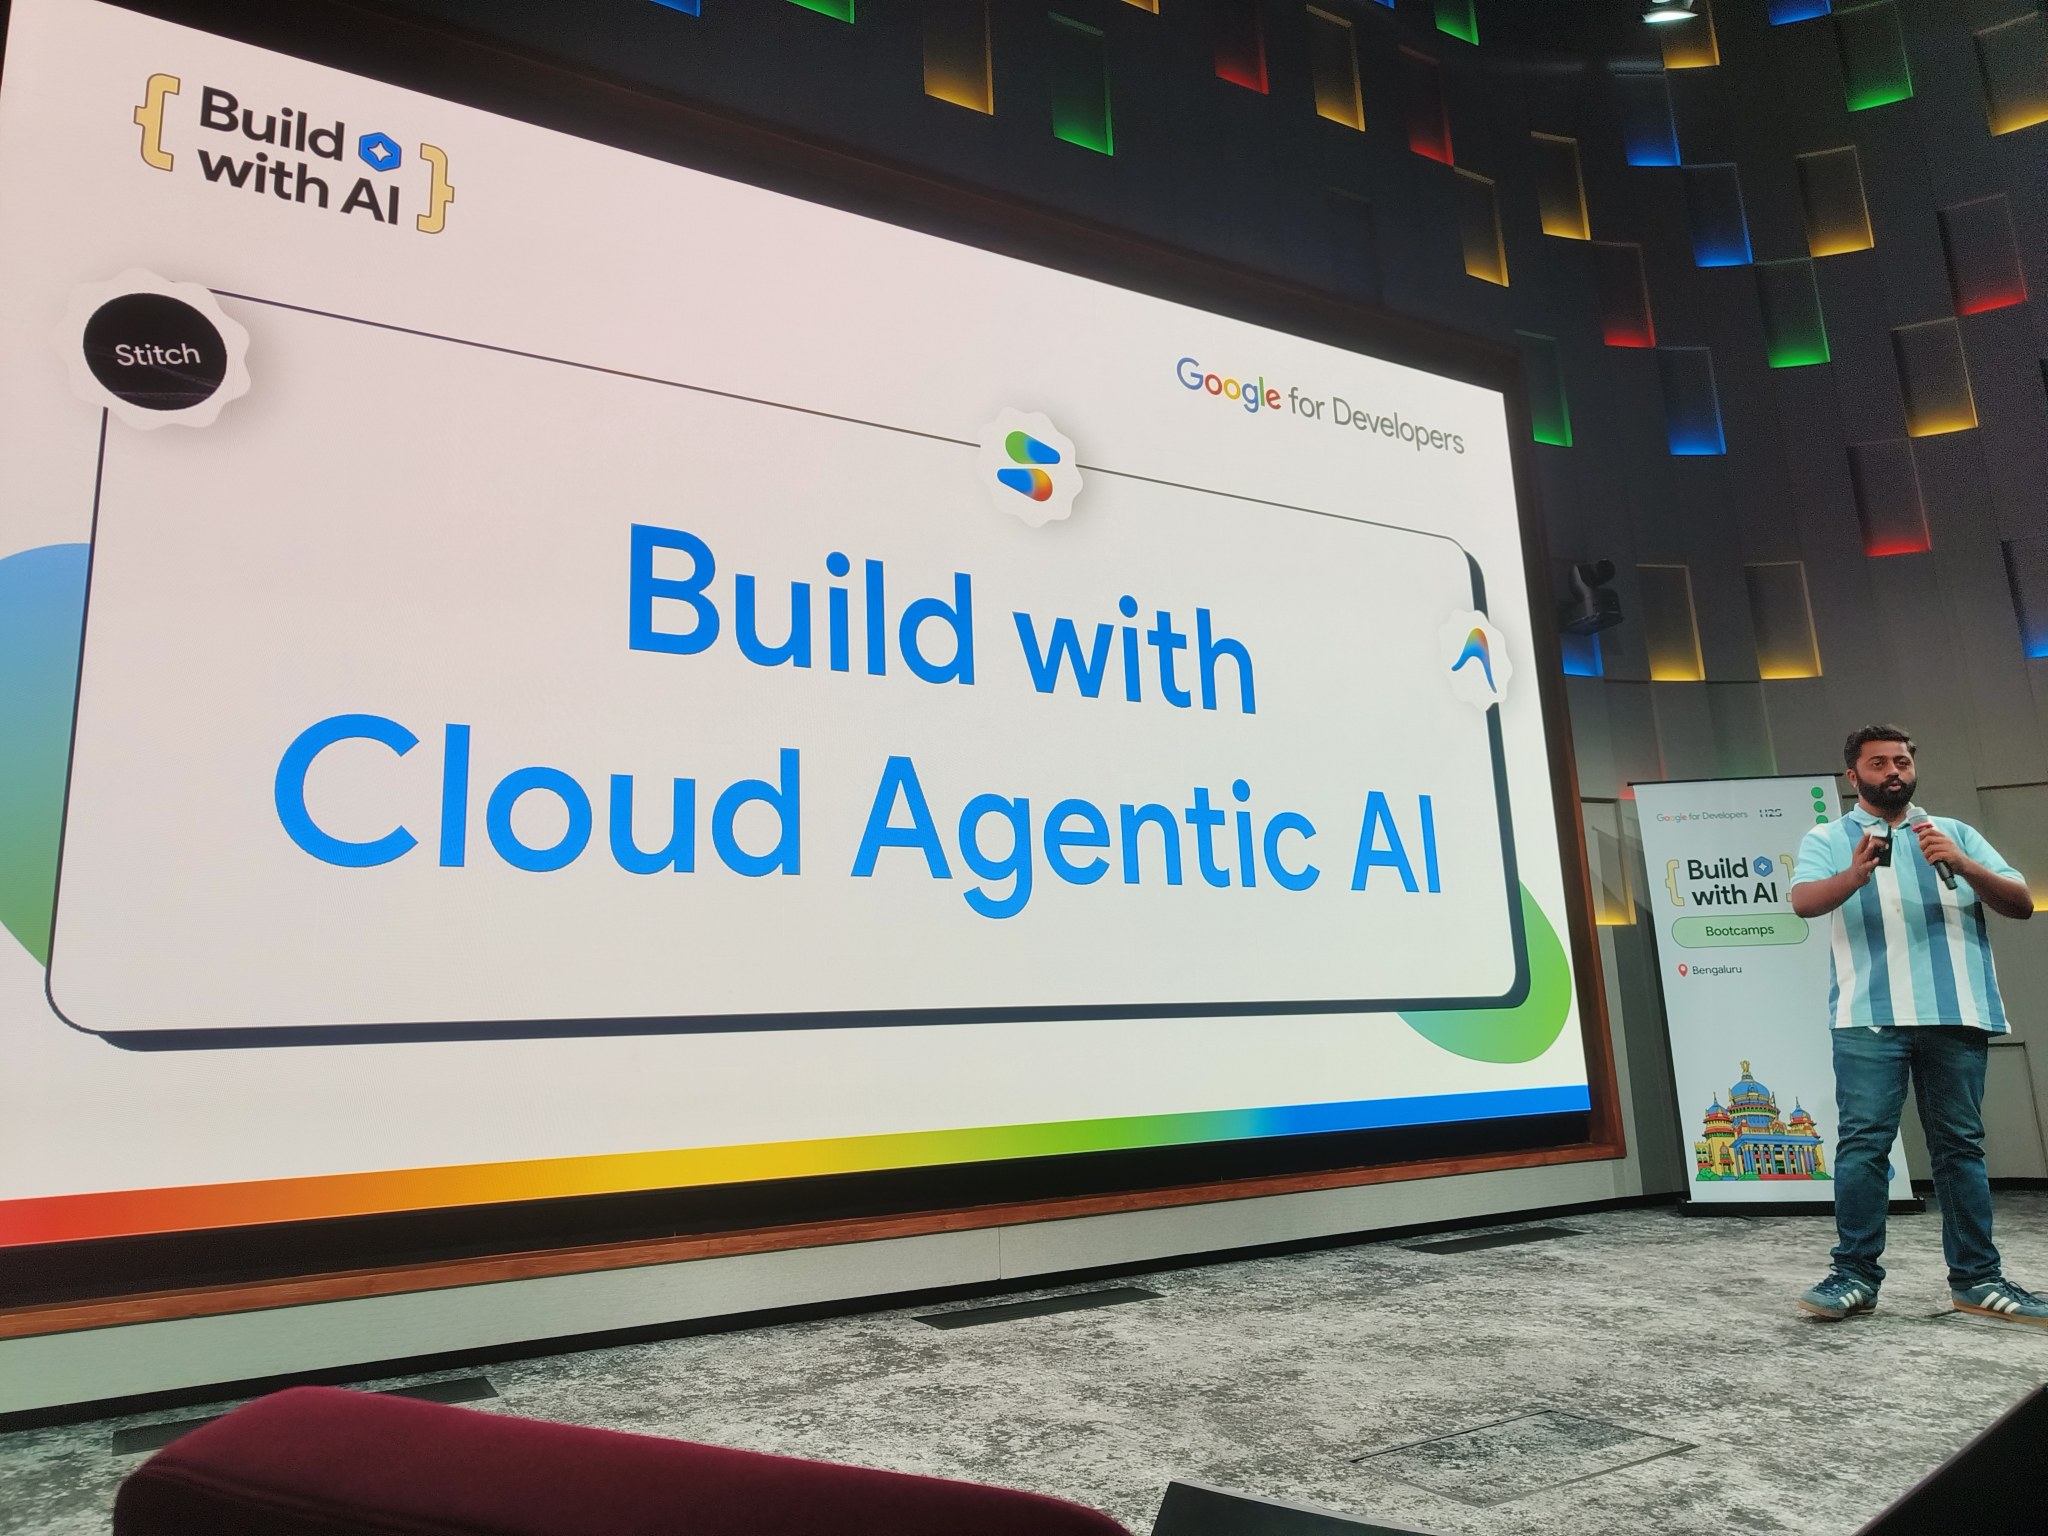 Build
with AI
Stitch
Google for Developers
Build with
Cloud Agentic AI
Google for Developers H2S
Build
with AI
Bootcamps
Bengaluru